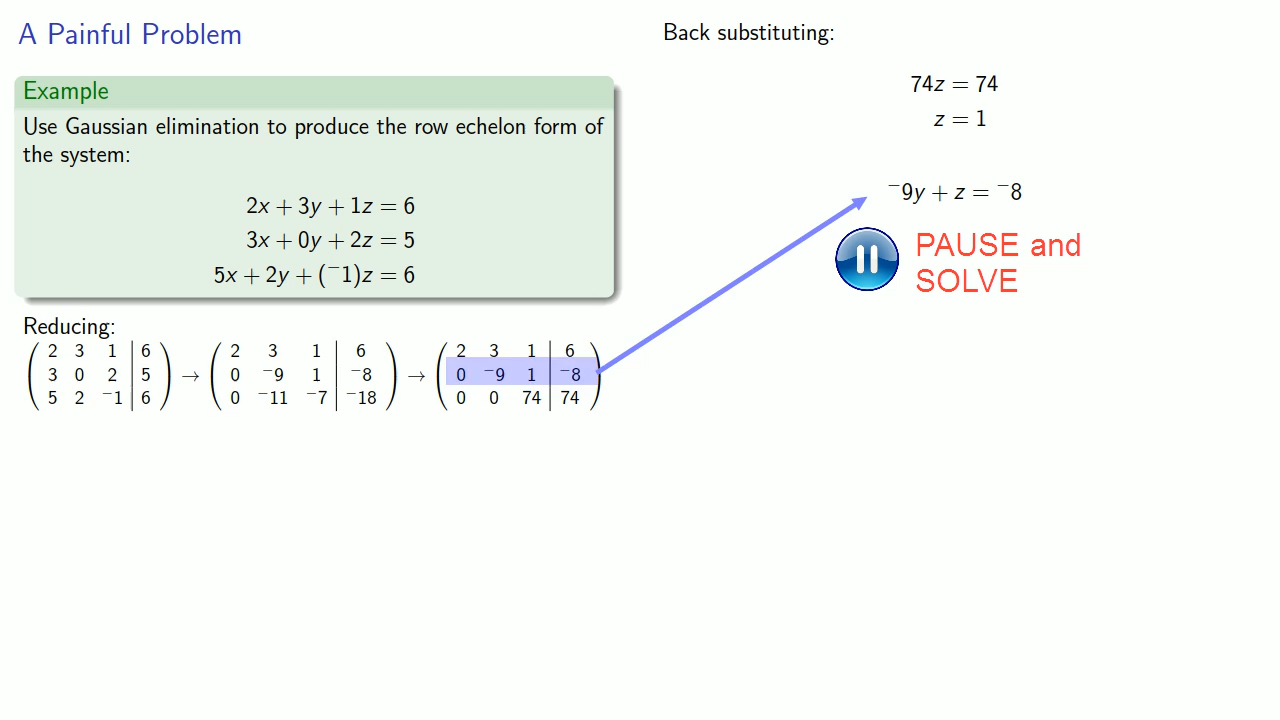 A Painful Problem
Example
Use Gaussian elimination to produce the row echelon form of
the system:
2x + 3y + 1z = 6
3x + 0y + 2z = 5
5x + 2y + (⁻1)z = 6
Reducing:
( 2 3 1 | 6 ) ( 2 3 1 | 6 ) ( 2 3 1 | 6 )
( 3 0 2 | 5 ) → ( 0 ⁻9 1 | ⁻8 ) → ( 0 ⁻9 1 | ⁻8 )
( 5 2 ⁻1 | 6 ) ( 0 ⁻11 ⁻7 | ⁻18 ) ( 0 0 74 | 74 )
Back substituting:
74z = 74
z = 1
⁻9y + z = ⁻8
PAUSE and
SOLVE